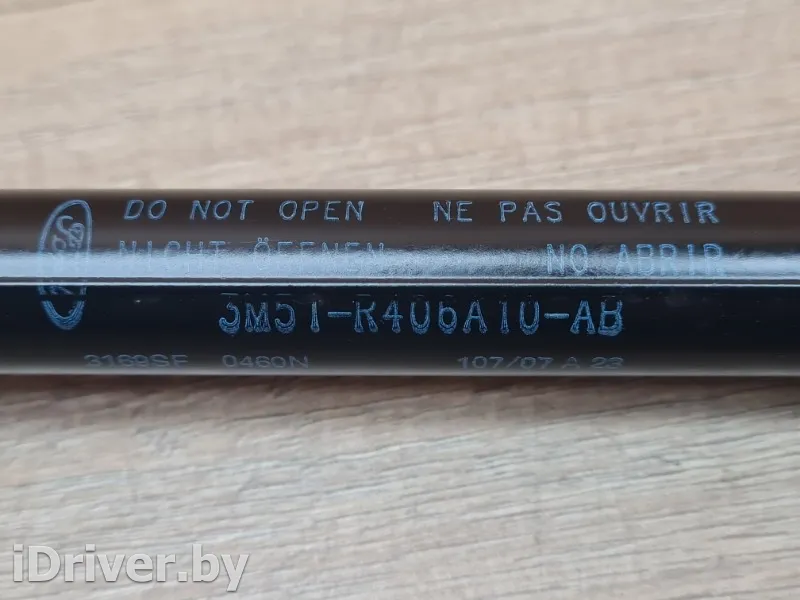 DO NOT OPEN NE PAS OUVRIR
NICHT ÖFFNEN NO ABRIR
3M51-R406A10-AB
3169SF 0460N 107/07 A 23
iDriver.by